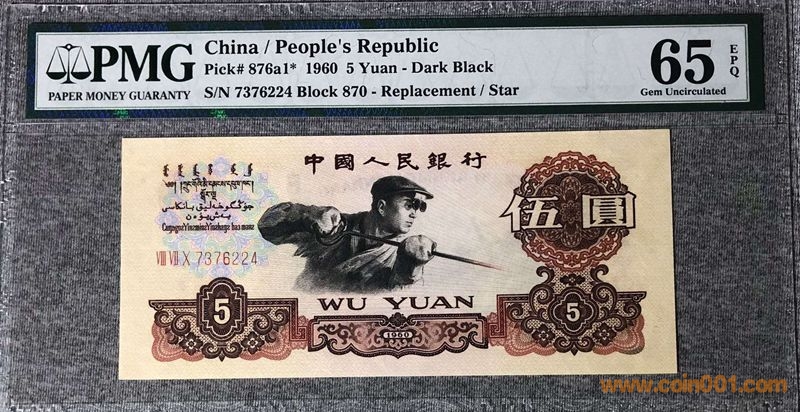 PMG
PAPER MONEY GUARANTY
China / People's Republic
Pick# 876a1* 1960 5 Yuan - Dark Black
S/N 7376224 Block 870 - Replacement / Star
65 EPQ
Gem Uncirculated
中國人民銀行
伍圓
VIII VII X 7376224
5
WU YUAN
5
1960
www.coin001.com